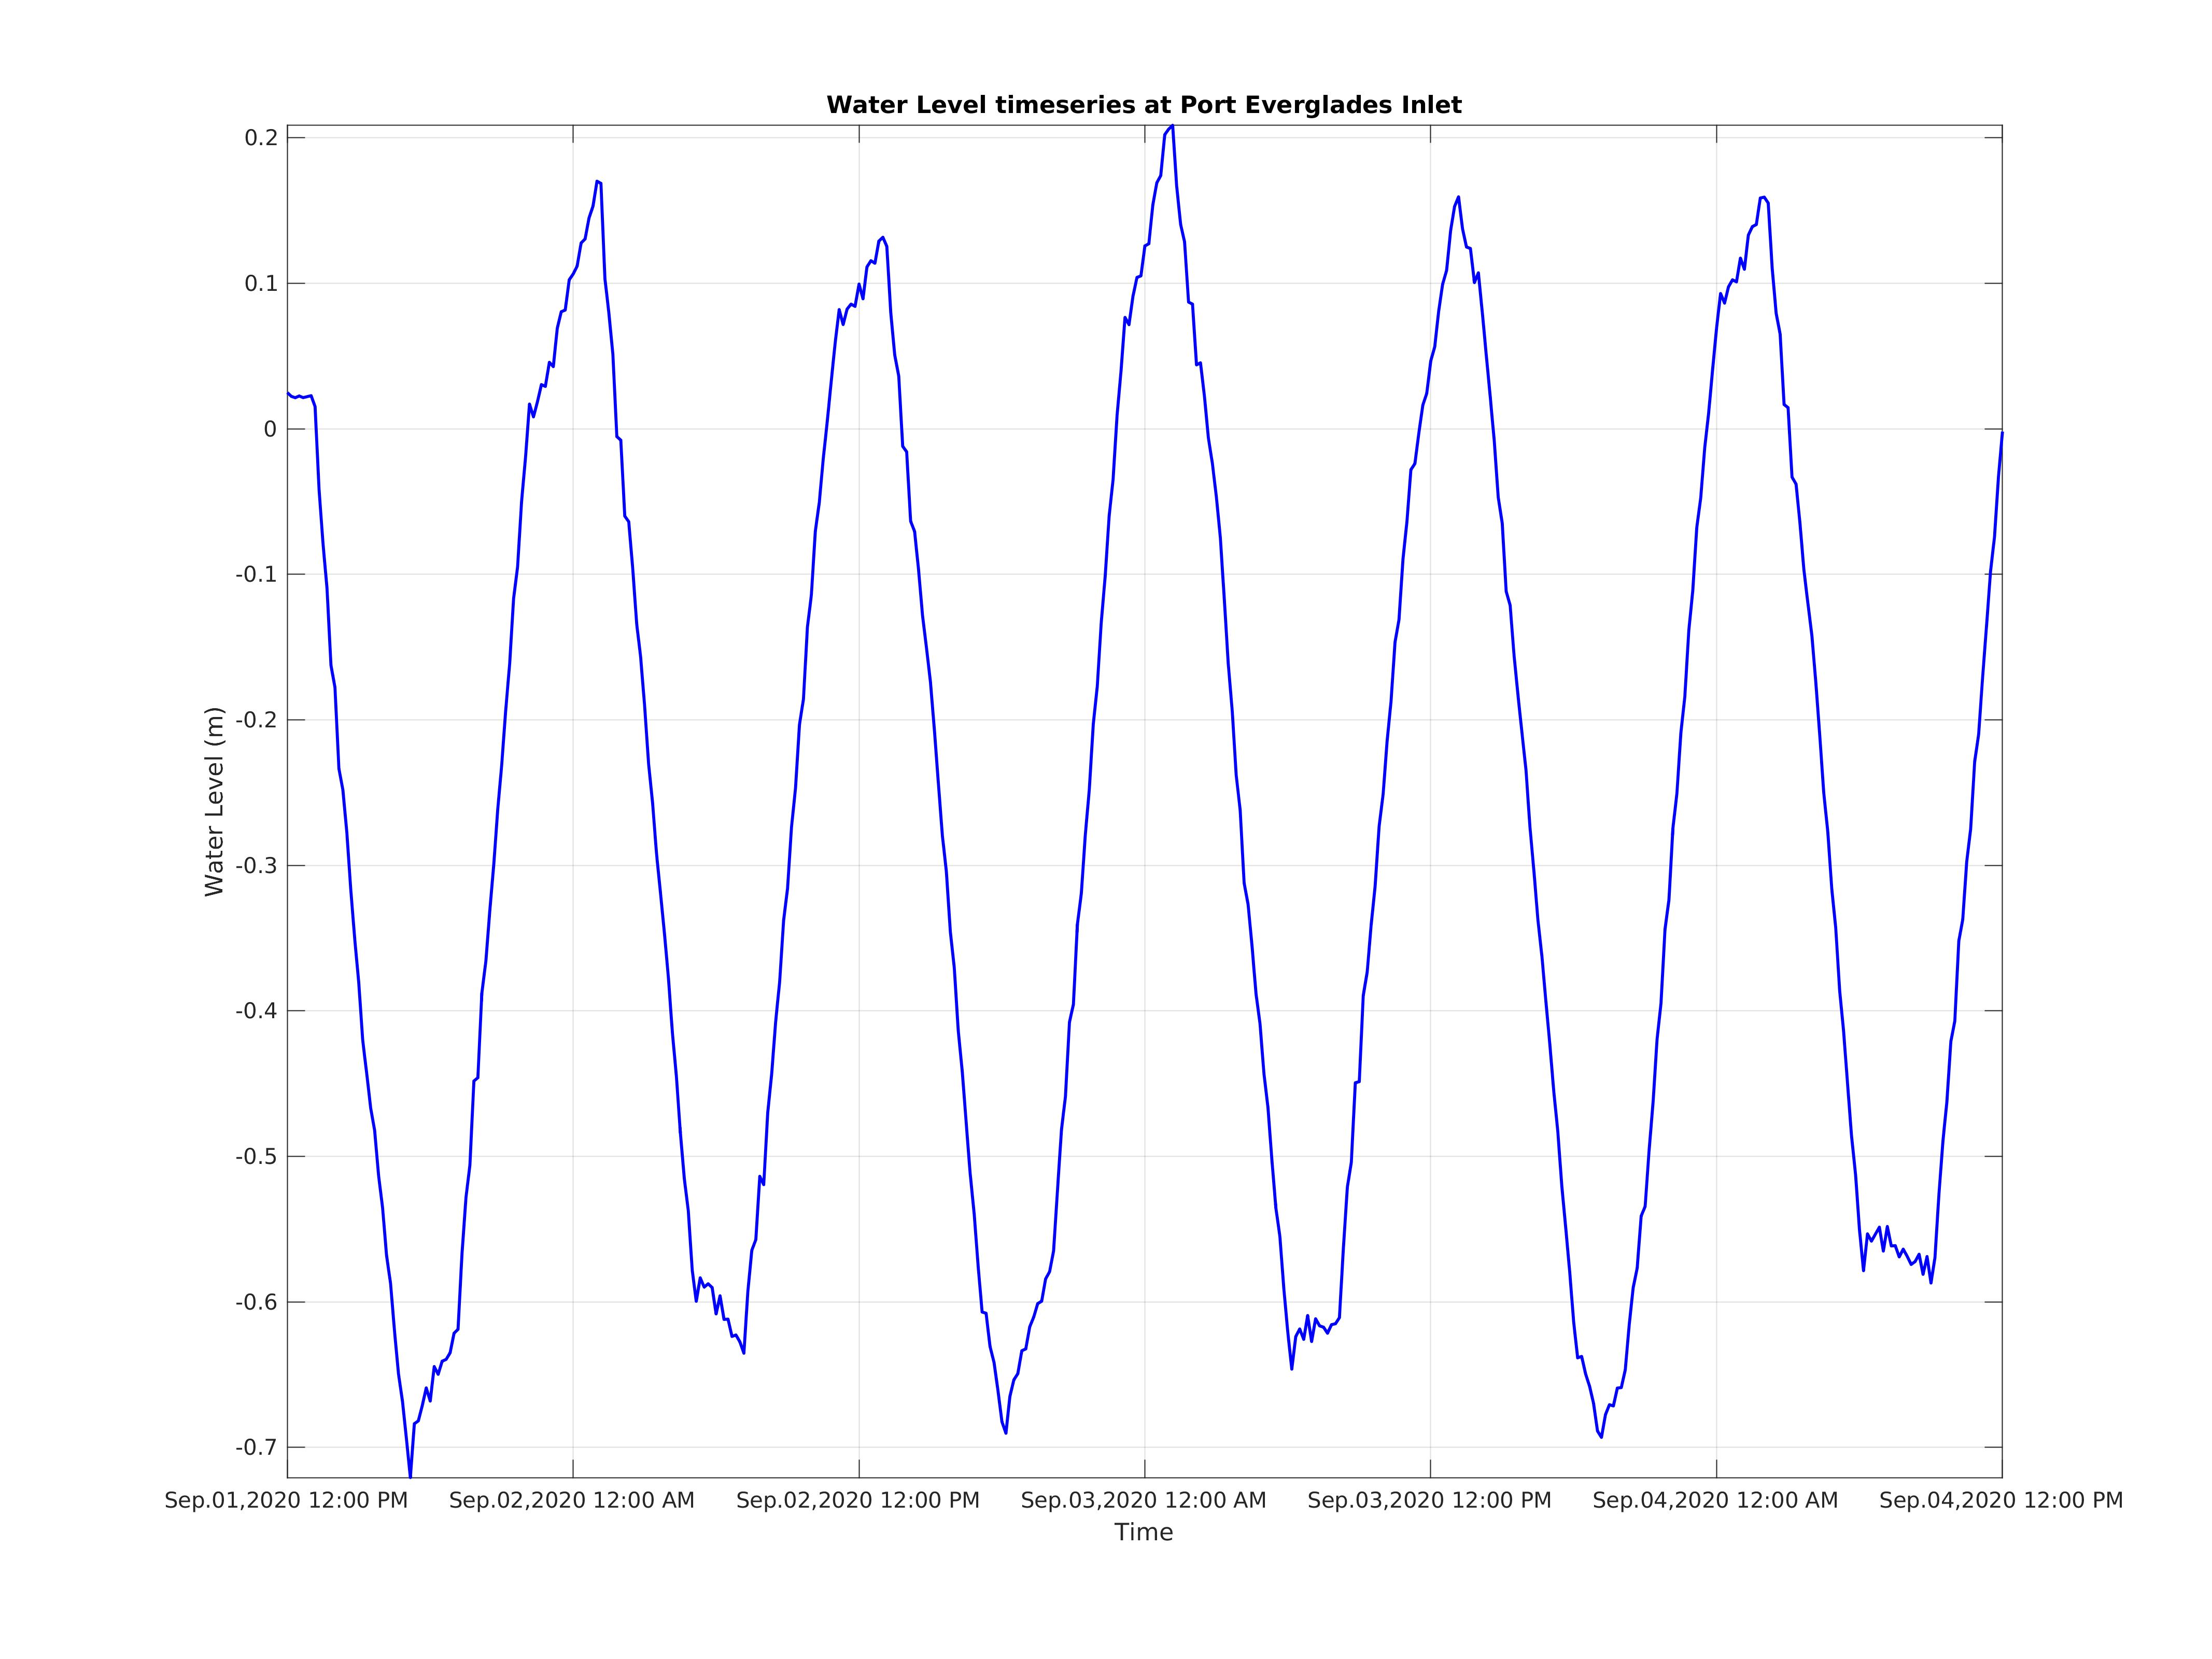 Water Level timeseries at Port Everglades Inlet
0.2
0.1
0
-0.1
-0.2
-0.3
-0.4
-0.5
-0.6
-0.7
Water Level (m)
Sep.01,2020 12:00 PM Sep.02,2020 12:00 AM Sep.02,2020 12:00 PM Sep.03,2020 12:00 AM Sep.03,2020 12:00 PM Sep.04,2020 12:00 AM Sep.04,2020 12:00 PM
Time